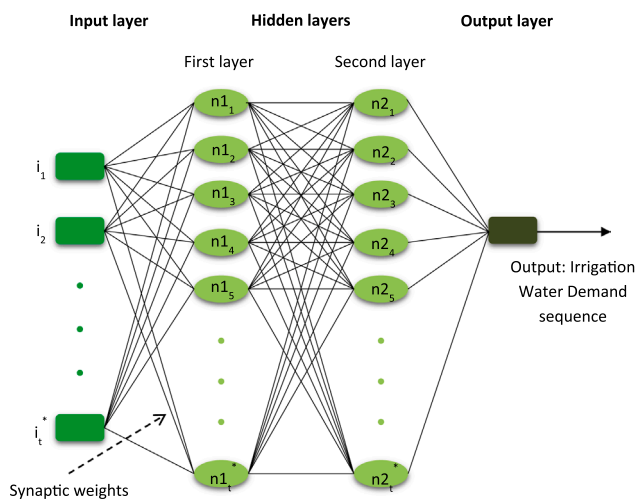 Input layer
Hidden layers
Output layer
First layer
Second layer
n1₁
n2₁
n1₂
n2₂
i₁
n1₃
n2₃
i₂
n1₄
n2₄
n1₅
n2₅
Output: Irrigation
Water Demand
sequence
iₜ*
n1ₜ*
n2ₜ*
Synaptic weights